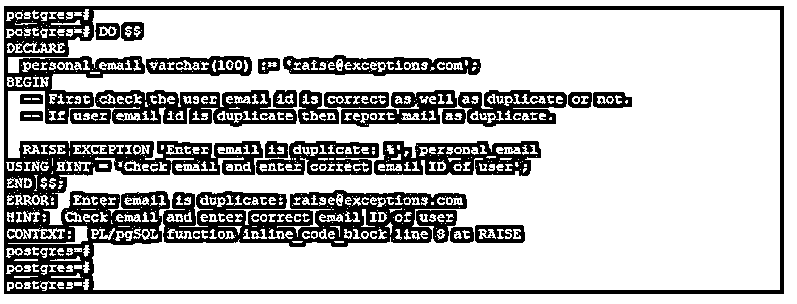 postgres=#
postgres=# DO $$
DECLARE
personal_email varchar(100) := 'raise@exceptions.com';
BEGIN
-- First check the user email id is correct as well as duplicate or not.
-- If user email id is duplicate then report mail as duplicate.
RAISE EXCEPTION 'Enter email is duplicate: %', personal_email
USING HINT = 'Check email and enter correct email ID of user';
END $$;
ERROR: Enter email is duplicate: raise@exceptions.com
HINT: Check email and enter correct email ID of user
CONTEXT: PL/pgSQL function inline_code_block line 8 at RAISE
postgres=#
postgres=#
postgres=#